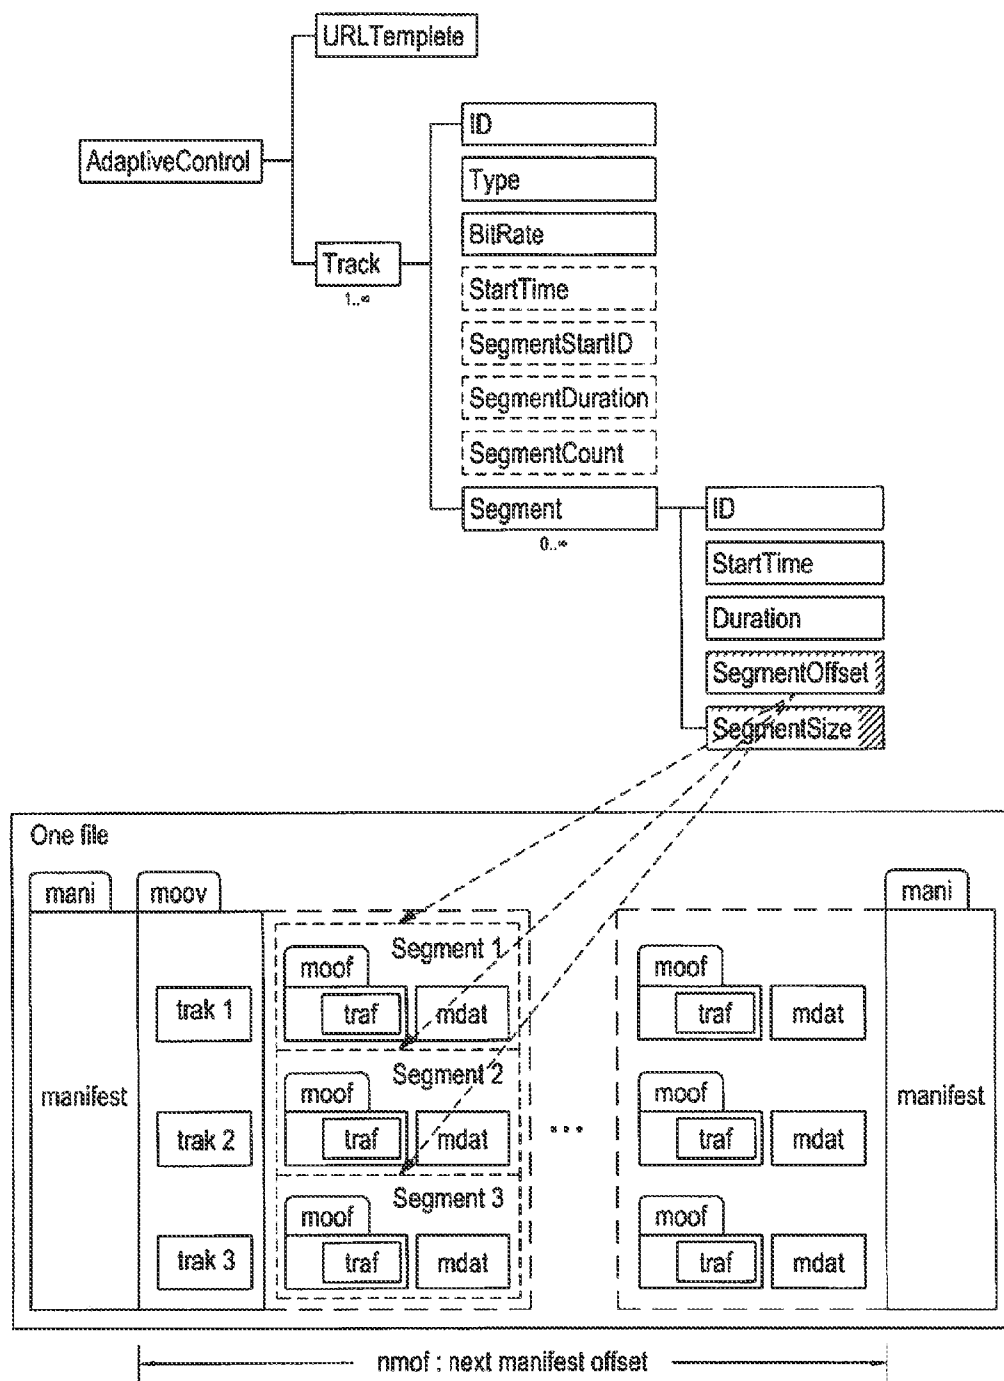 URLTemplete
ID
AdaptiveControl
Type
BitRate
Track
1..∞
StartTime
SegmentStartID
SegmentDuration
SegmentCount
Segment
0..∞
ID
StartTime
Duration
SegmentOffset
SegmentSize
One file
mani
moov
mani
Segment 1
moof
moof
trak 1
traf
mdat
traf
mdat
manifest
Segment 2
manifest
moof
moof
trak 2
traf
mdat
...
traf
mdat
Segment 3
moof
moof
trak 3
traf
mdat
traf
mdat
nmof : next manifest offset